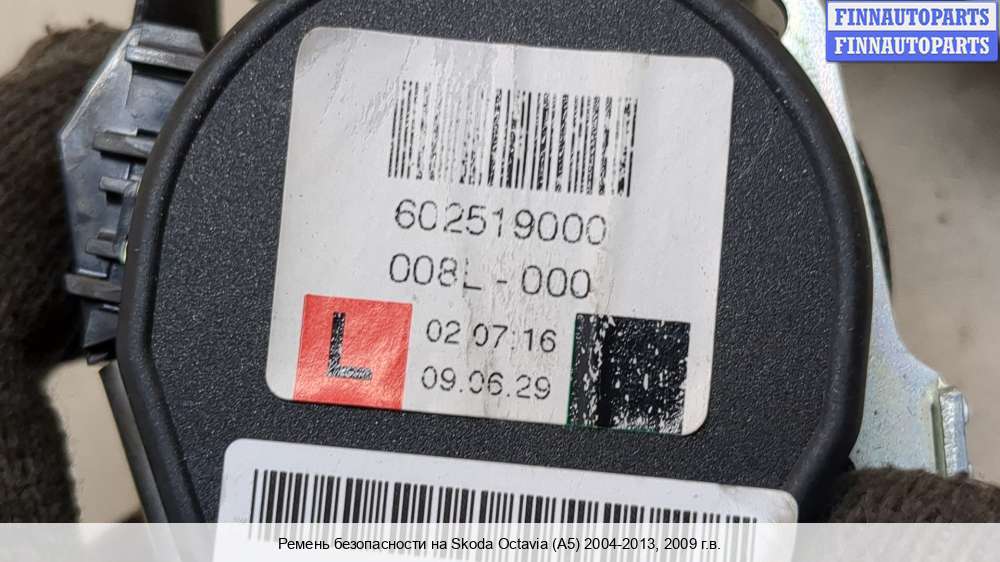 FINNAUTOPARTS
FINNAUTOPARTS
602519000
008L - 000
L
02 07:16
09.06.29
Ремень безопасности на Skoda Octavia (A5) 2004-2013, 2009 г.в.